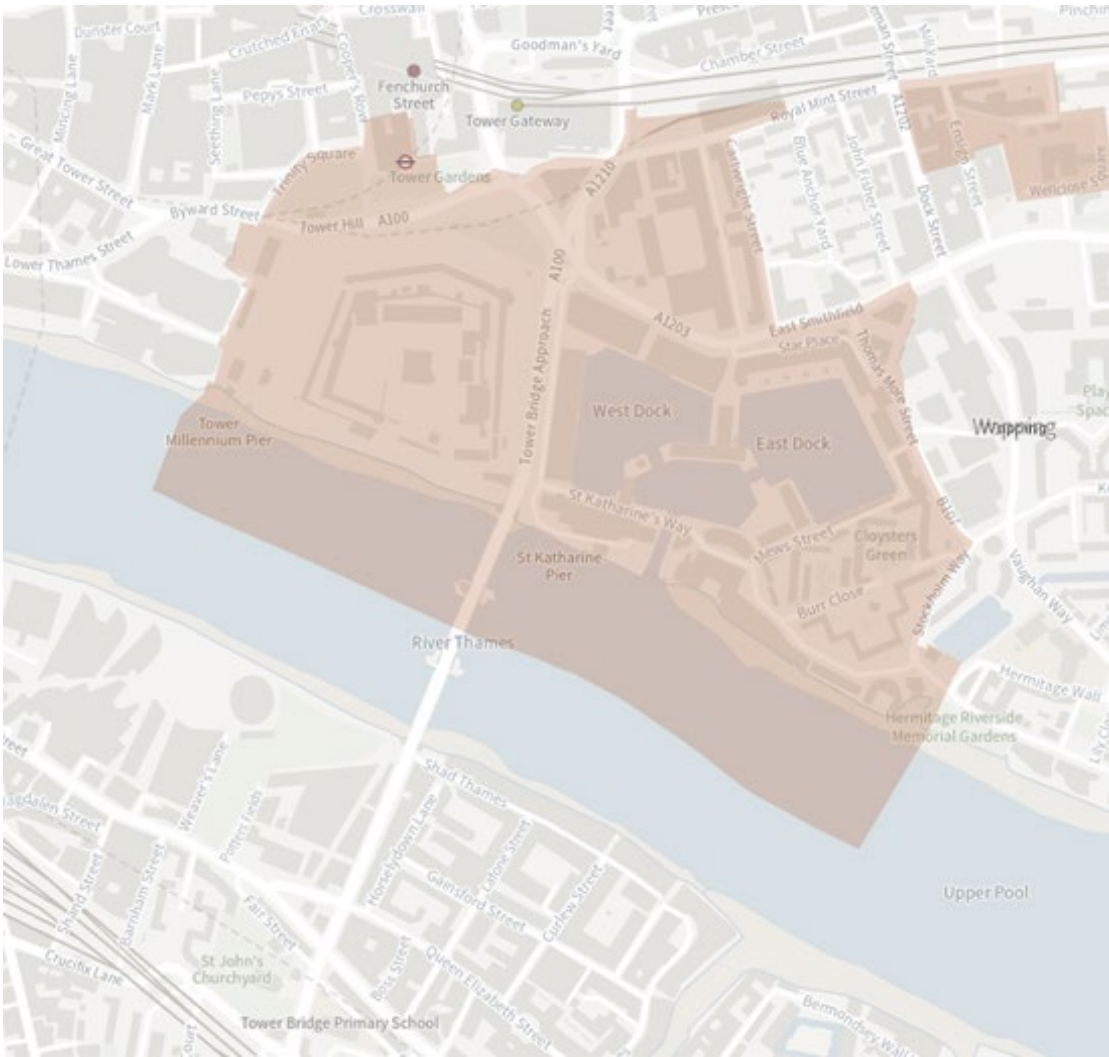 Crosswall
Dunster Court
Crutched Friars
Cooper's Row
Mincing Lane
Mark Lane
Seething Lane
Pepys Street
Fenchurch
Street
Goodman's Yard
Tower Gateway
Chamber Street
Royal Mint Street
A1202
Ensign Street
Wellclose Square
Great Tower Street
Trinity Square
Tower Gardens
A1210
Cartwright Street
Blue Anchor Yard
John Fisher Street
Dock Street
Byward Street
Tower Hill
A100
Lower Thames Street
A100
A1203
East Smithfield
Star Place
Thomas More Street
Tower Bridge Approach
Tower
Millennium Pier
West Dock
East Dock
Wapping
St Katharine's Way
Mews Street
Cloysters
Green
St Katharine
Pier
Burr Close
Stockholm Way
Vaughan Way
River Thames
Hermitage Wall
Hermitage Riverside
Memorial Gardens
Shad Thames
Weaver's Lane
Potters Fields
Horselydown Lane
Lafone Street
Gainsford Street
Curlew Street
Upper Pool
Shand Street
Barnham Street
Fair Street
St John's
Churchyard
Crucifix Lane
Boss Street
Queen Elizabeth Street
Tower Bridge Primary School
Bermondsey Wall